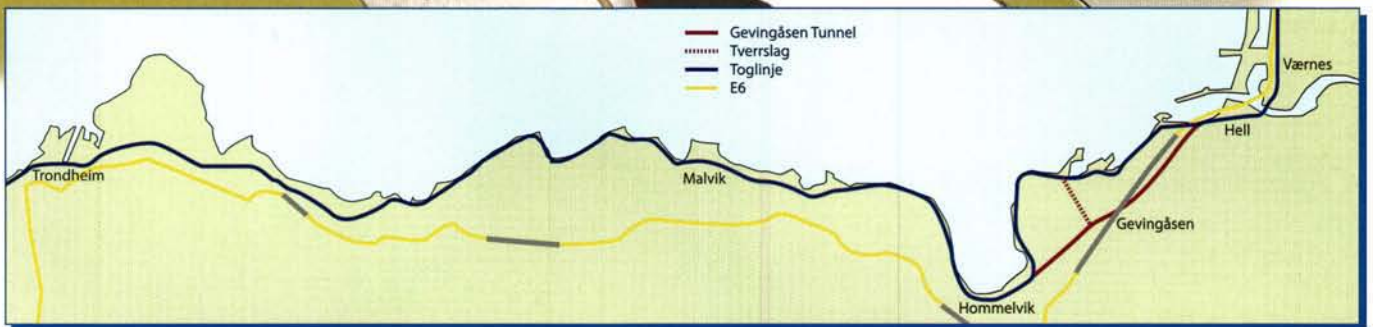 Gevingåsen Tunnel
Tverrslag
Toglinje
E6
Værnes
Hell
Trondheim
Malvik
Gevingåsen
Hommelvik